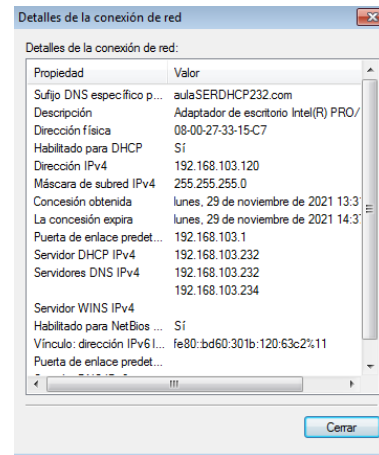 Detalles de la conexión de red
Detalles de la conexión de red:
Propiedad Valor
Sufijo DNS específico p... aulaSERDHCP232.com
Descripción Adaptador de escritorio Intel(R) PRO/
Dirección física 08-00-27-33-15-C7
Habilitado para DHCP Sí
Dirección IPv4 192.168.103.120
Máscara de subred IPv4 255.255.255.0
Concesión obtenida lunes, 29 de noviembre de 2021 13:3
La concesión expira lunes, 29 de noviembre de 2021 14:3
Puerta de enlace predet... 192.168.103.1
Servidor DHCP IPv4 192.168.103.232
Servidores DNS IPv4 192.168.103.232
192.168.103.234
Servidor WINS IPv4
Habilitado para NetBios ... Sí
Vínculo: dirección IPv6 l... fe80::bd60:301b:120:63c2%11
Puerta de enlace predet...
Cerrar